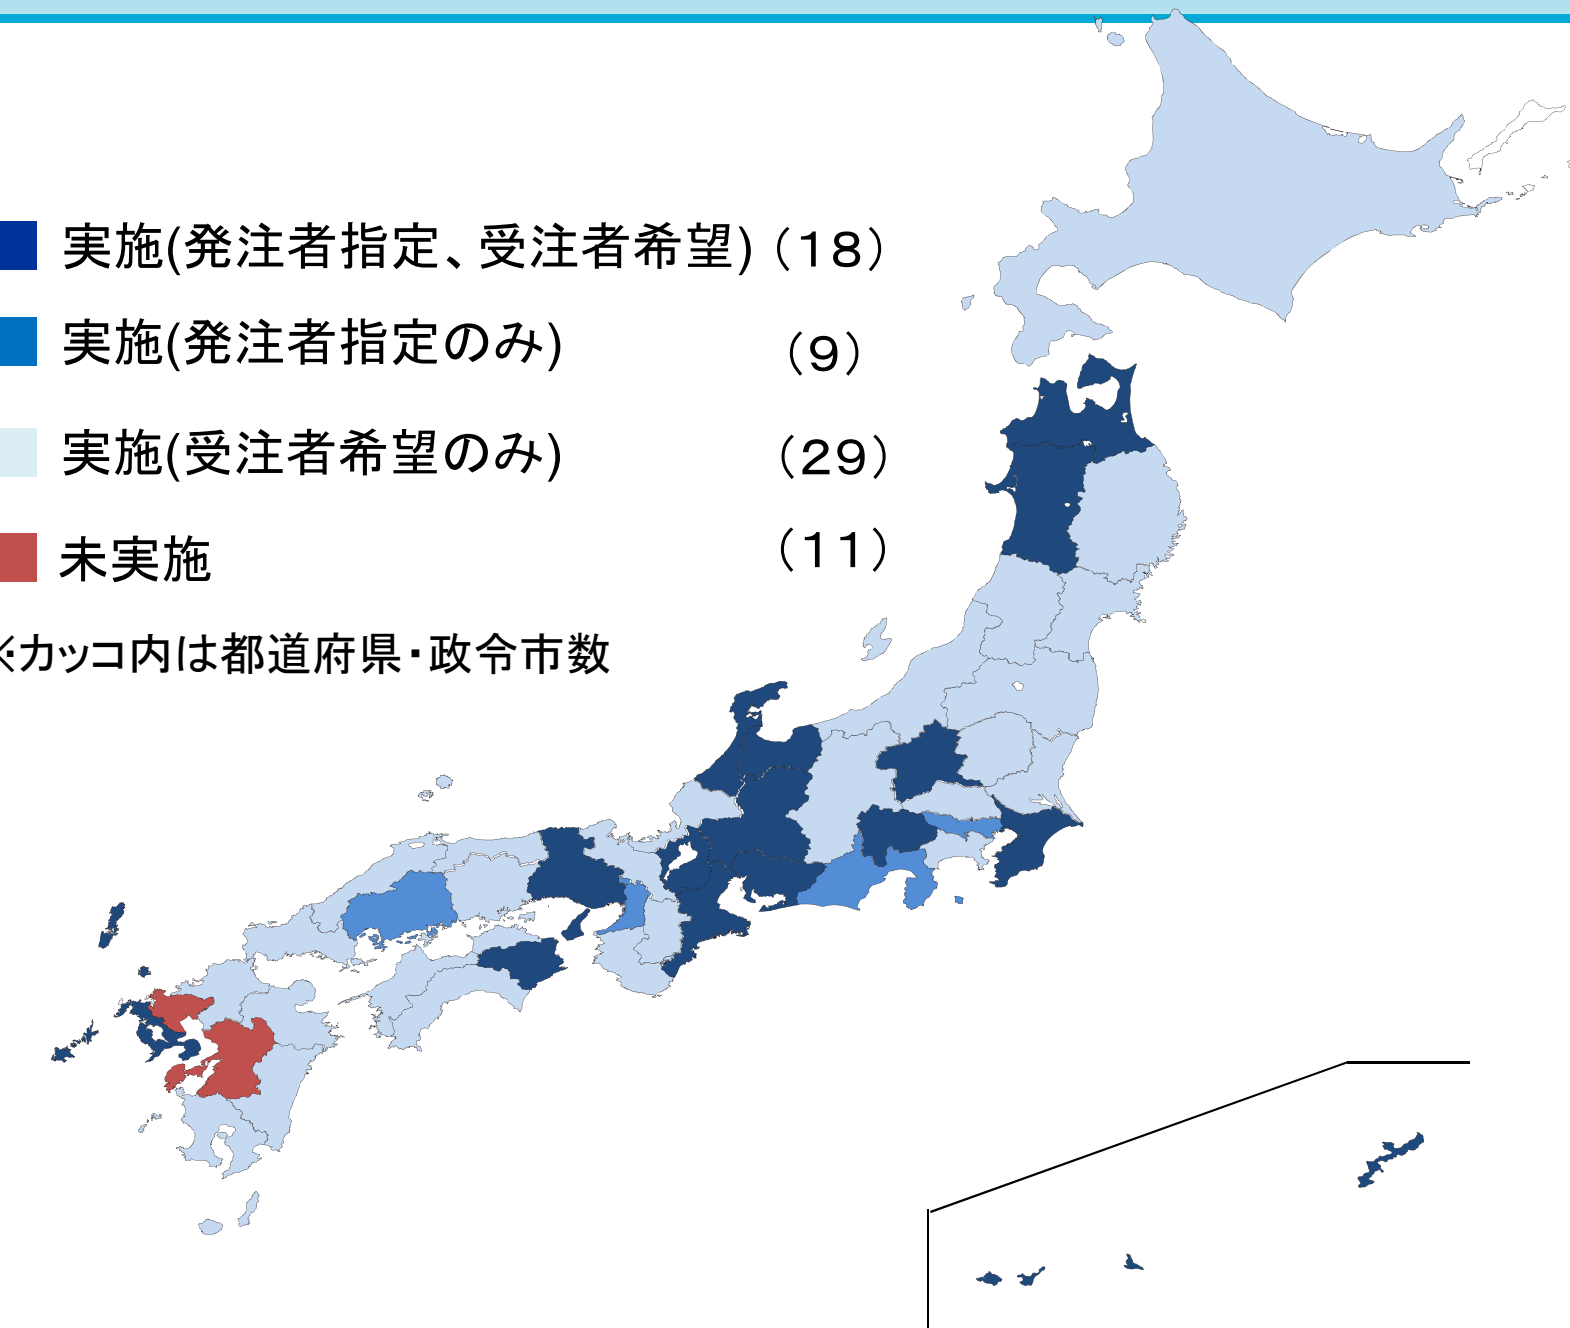 実施(発注者指定、受注者希望)（18）
実施(発注者指定のみ)（9）
実施(受注者希望のみ)（29）
未実施（11）
※カッコ内は都道府県・政令市数